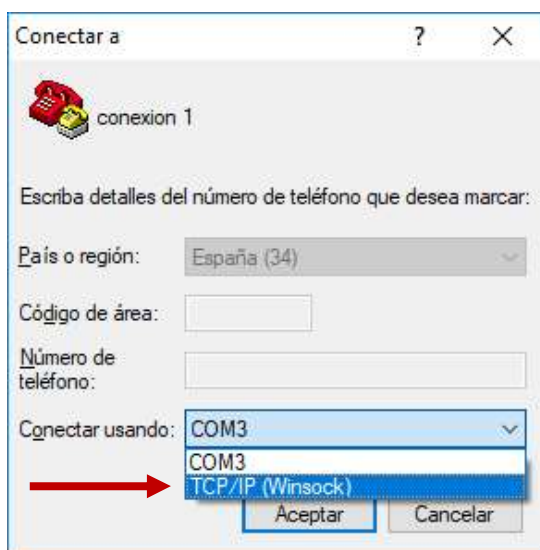 Conectar a ?
conexion 1
Escriba detalles del número de teléfono que desea marcar:
País o región: España (34)
Código de área:
Número de
teléfono:
Conectar usando: COM3
COM3
TCP/IP (Winsock)
Aceptar Cancelar